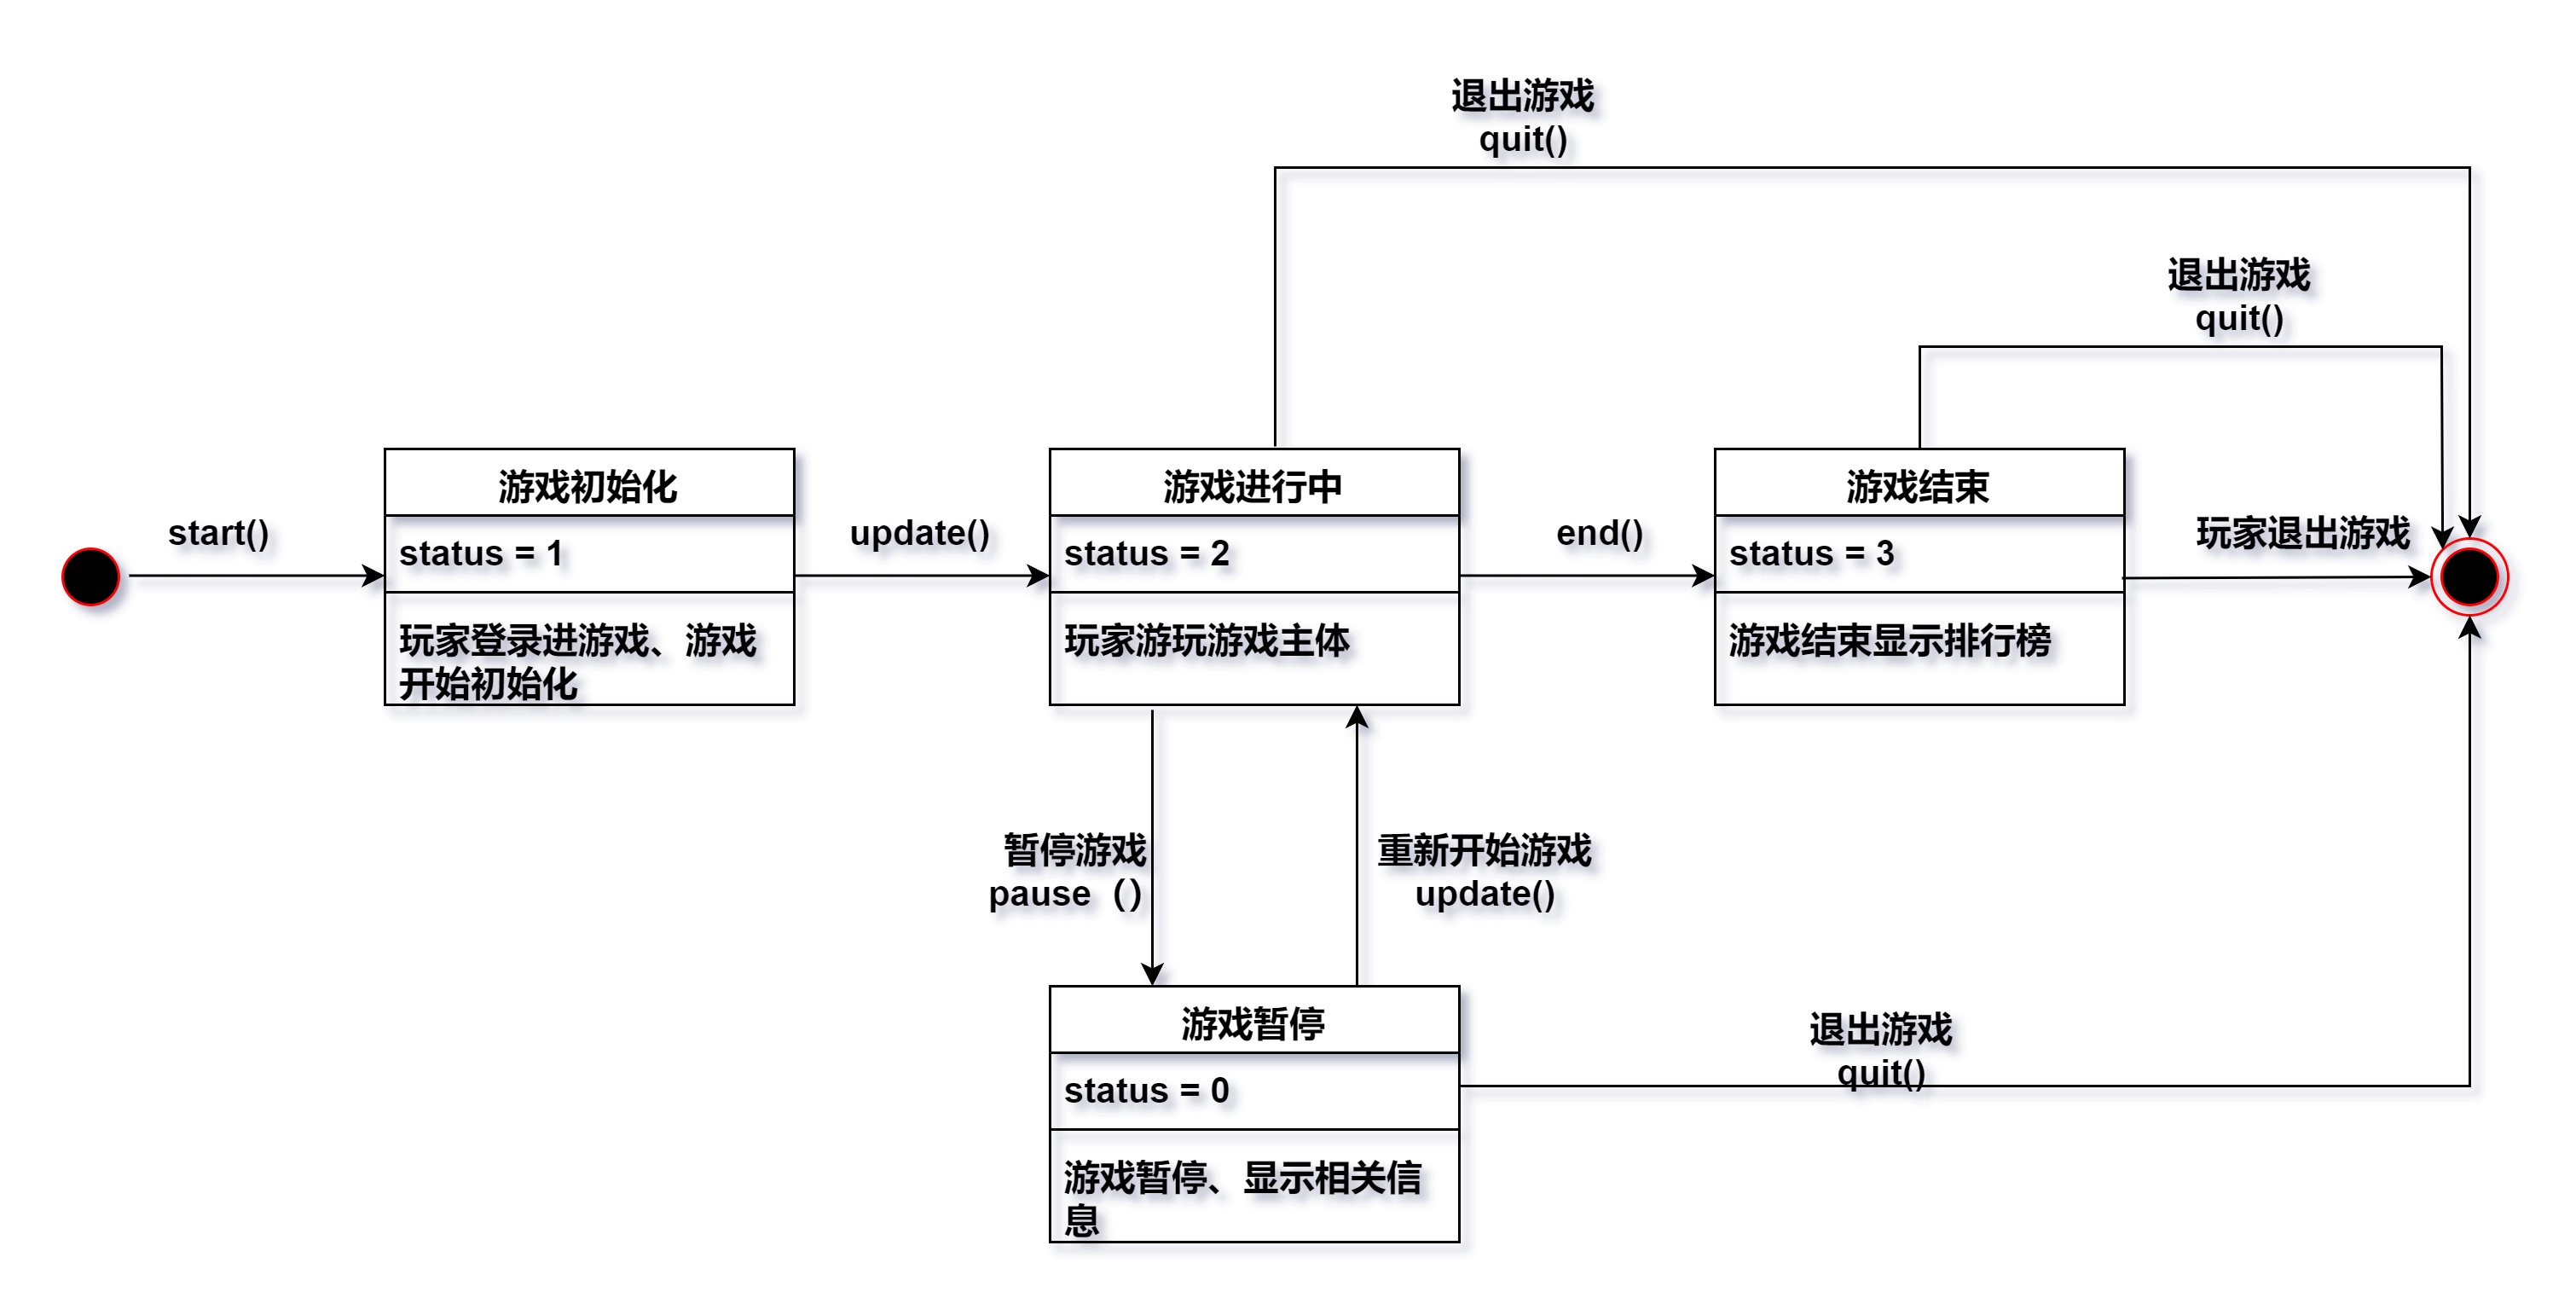 退出游戏
quit()
退出游戏
quit()
start()
游戏初始化
status = 1
玩家登录进游戏、游戏
开始初始化
update()
游戏进行中
status = 2
玩家游玩游戏主体
end()
游戏结束
status = 3
游戏结束显示排行榜
玩家退出游戏
暂停游戏
pause（）
重新开始游戏
update()
游戏暂停
status = 0
游戏暂停、显示相关信
息
退出游戏
quit()